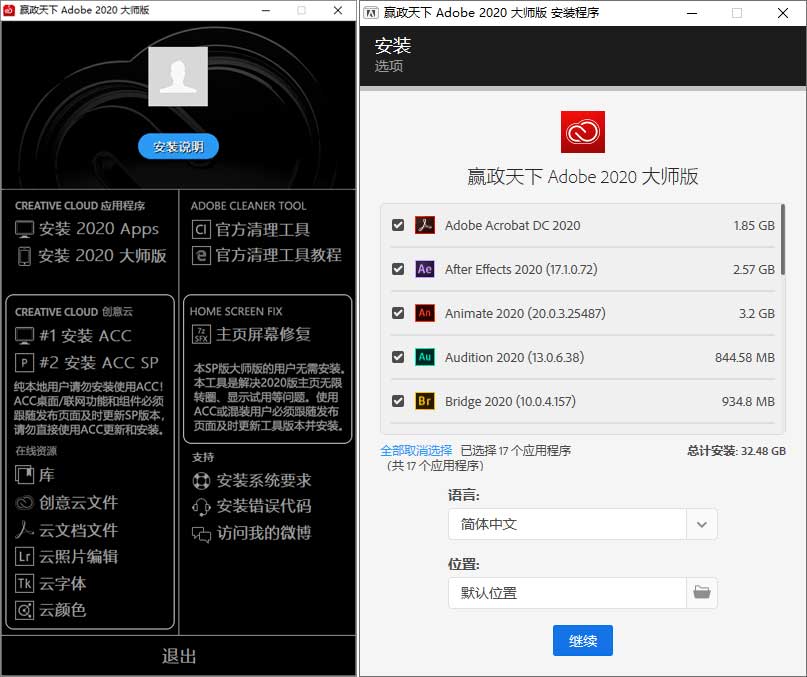 赢政天下 Adobe 2020 大师版
安装说明
CREATIVE CLOUD 应用程序
安装 2020 Apps
安装 2020 大师版
ADOBE CLEANER TOOL
CI 官方清理工具
官方清理工具教程
CREATIVE CLOUD 创意云
#1 安装 ACC
P #2 安装 ACC SP
纯本地用户请勿安装使用ACC!
ACC桌面/联网功能和组件必须
跟随发布页面及时更新SP版本,
请勿直接使用ACC更新和安装。
在线资源
库
创意云文件
云文档文件
Lr 云照片编辑
Tk 云字体
云颜色
HOME SCREEN FIX
7z SFX 主页屏幕修复
本SP版大师版的用户无需安装。
本工具是解决2020版主页无限
转圈、显示试用等问题。使用
ACC或混装用户必须跟随发布
页面及时更新工具版本并安装。
支持
安装系统要求
安装错误代码
访问我的微博
退出
赢政天下 Adobe 2020 大师版 安装程序
安装
选项
赢政天下 Adobe 2020 大师版
Adobe Acrobat DC 2020 1.85 GB
Ae After Effects 2020 (17.1.0.72) 2.57 GB
An Animate 2020 (20.0.3.25487) 3.2 GB
Au Audition 2020 (13.0.6.38) 844.58 MB
Br Bridge 2020 (10.0.4.157) 934.8 MB
全部取消选择 已选择 17 个应用程序 总计安装: 32.48 GB
(共 17 个应用程序)
语言:
简体中文
位置:
默认位置
继续